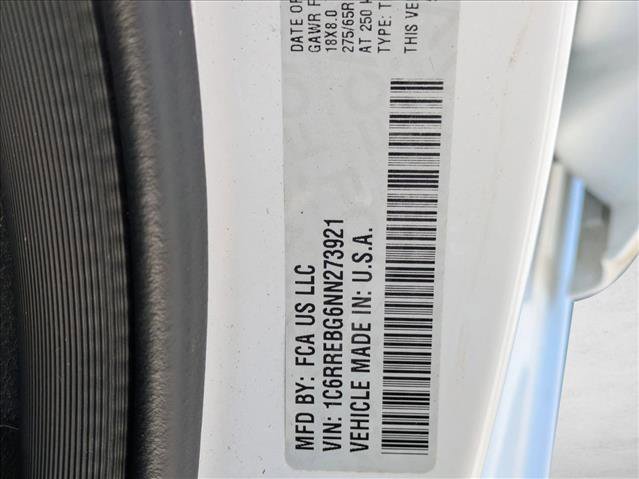 DATE OF
GAWR F
18X8.0
275/65R
AT 250
TYPE: T
THIS VE
MFD BY: FCA US LLC
VIN: 1C6RREBG6NN273921
VEHICLE MADE IN: U.S.A.